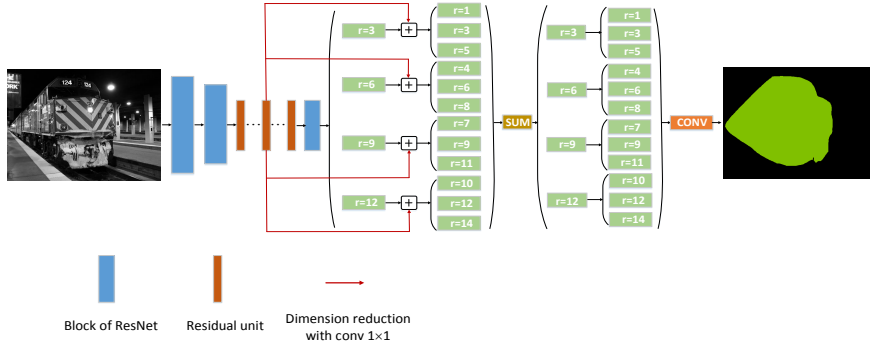 r=1
r=3
r=3
r=5
r=4
r=6
r=6
r=8
r=7
r=9
r=9
r=11
r=10
r=12
r=12
r=14
SUM
r=1
r=3
r=3
r=5
r=4
r=6
r=6
r=8
r=7
r=9
r=9
r=11
r=10
r=12
r=12
r=14
CONV
124
124
Block of ResNet
Residual unit
Dimension reduction
with conv 1×1